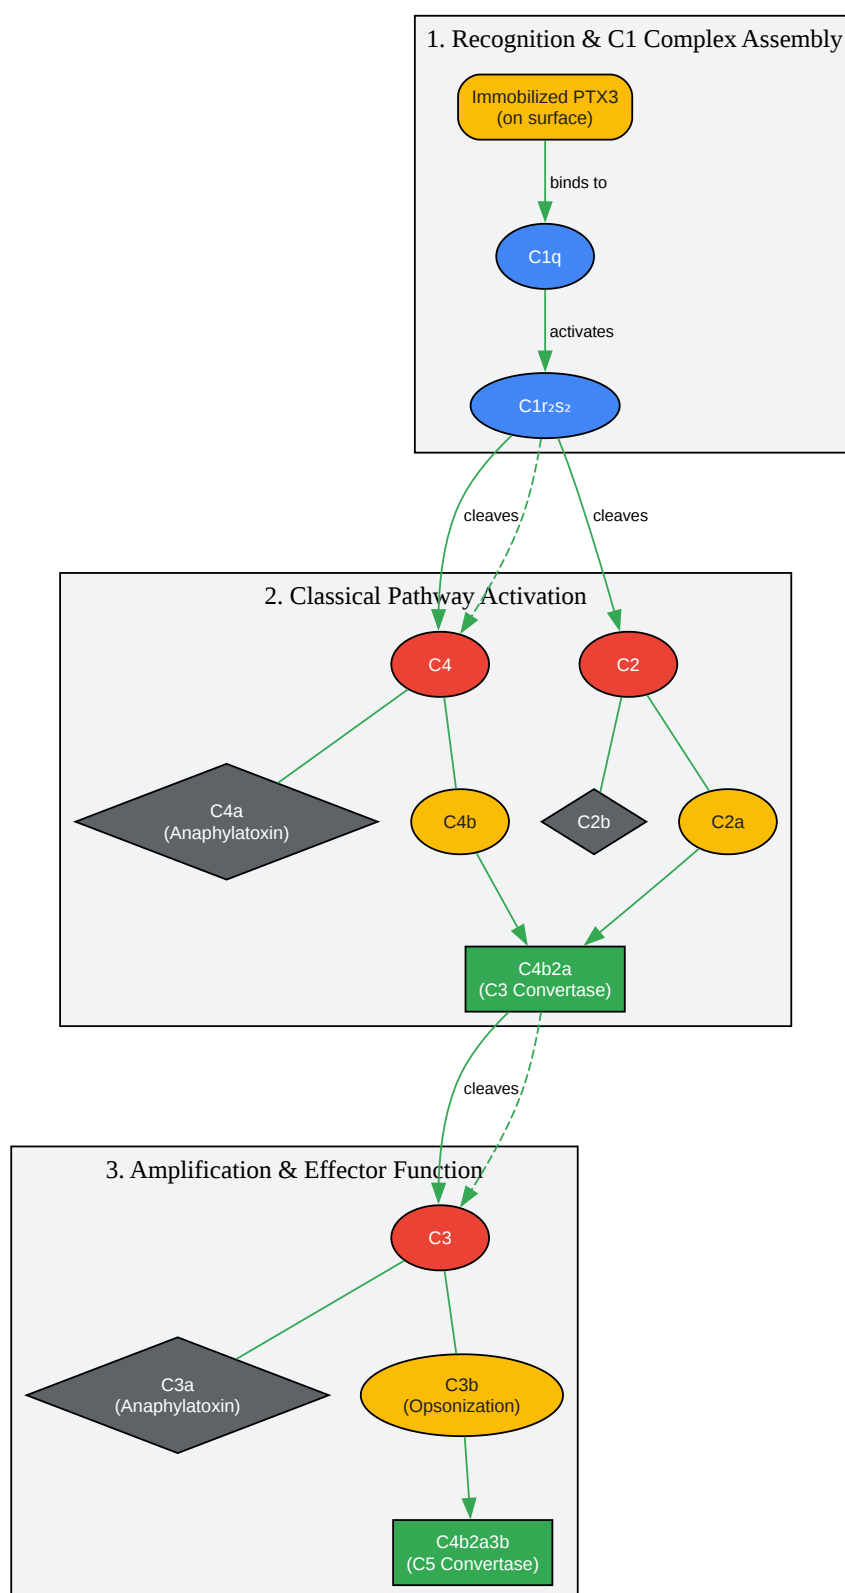 1. Recognition & C1 Complex Assembly
Immobilized PTX3
(on surface)
binds to
C1q
activates
C1r₂s₂
cleaves
cleaves
2. Classical Pathway Activation
C4
C2
C4a
(Anaphylatoxin)
C4b
C2b
C2a
C4b2a
(C3 Convertase)
cleaves
3. Amplification & Effector Function
C3
C3a
(Anaphylatoxin)
C3b
(Opsonization)
C4b2a3b
(C5 Convertase)